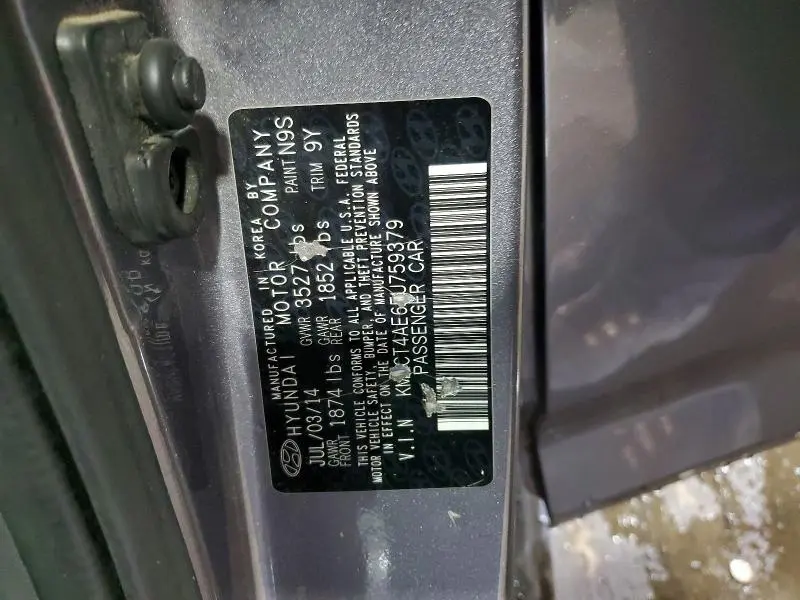 MANUFACTURED IN KOREA BY
HYUNDAI MOTOR COMPANY
JUL/03/14 GVWR 3527 lbs PAINT N9S
GAWR FRONT 1874 lbs GAWR REAR 1852 lbs TRIM 9Y
THIS VEHICLE CONFORMS TO ALL APPLICABLE U.S.A. FEDERAL
MOTOR VEHICLE SAFETY, BUMPER, AND THEFT PREVENTION STANDARDS
IN EFFECT ON THE DATE OF MANUFACTURE SHOWN ABOVE
V.I.N
PASSENGER CAR